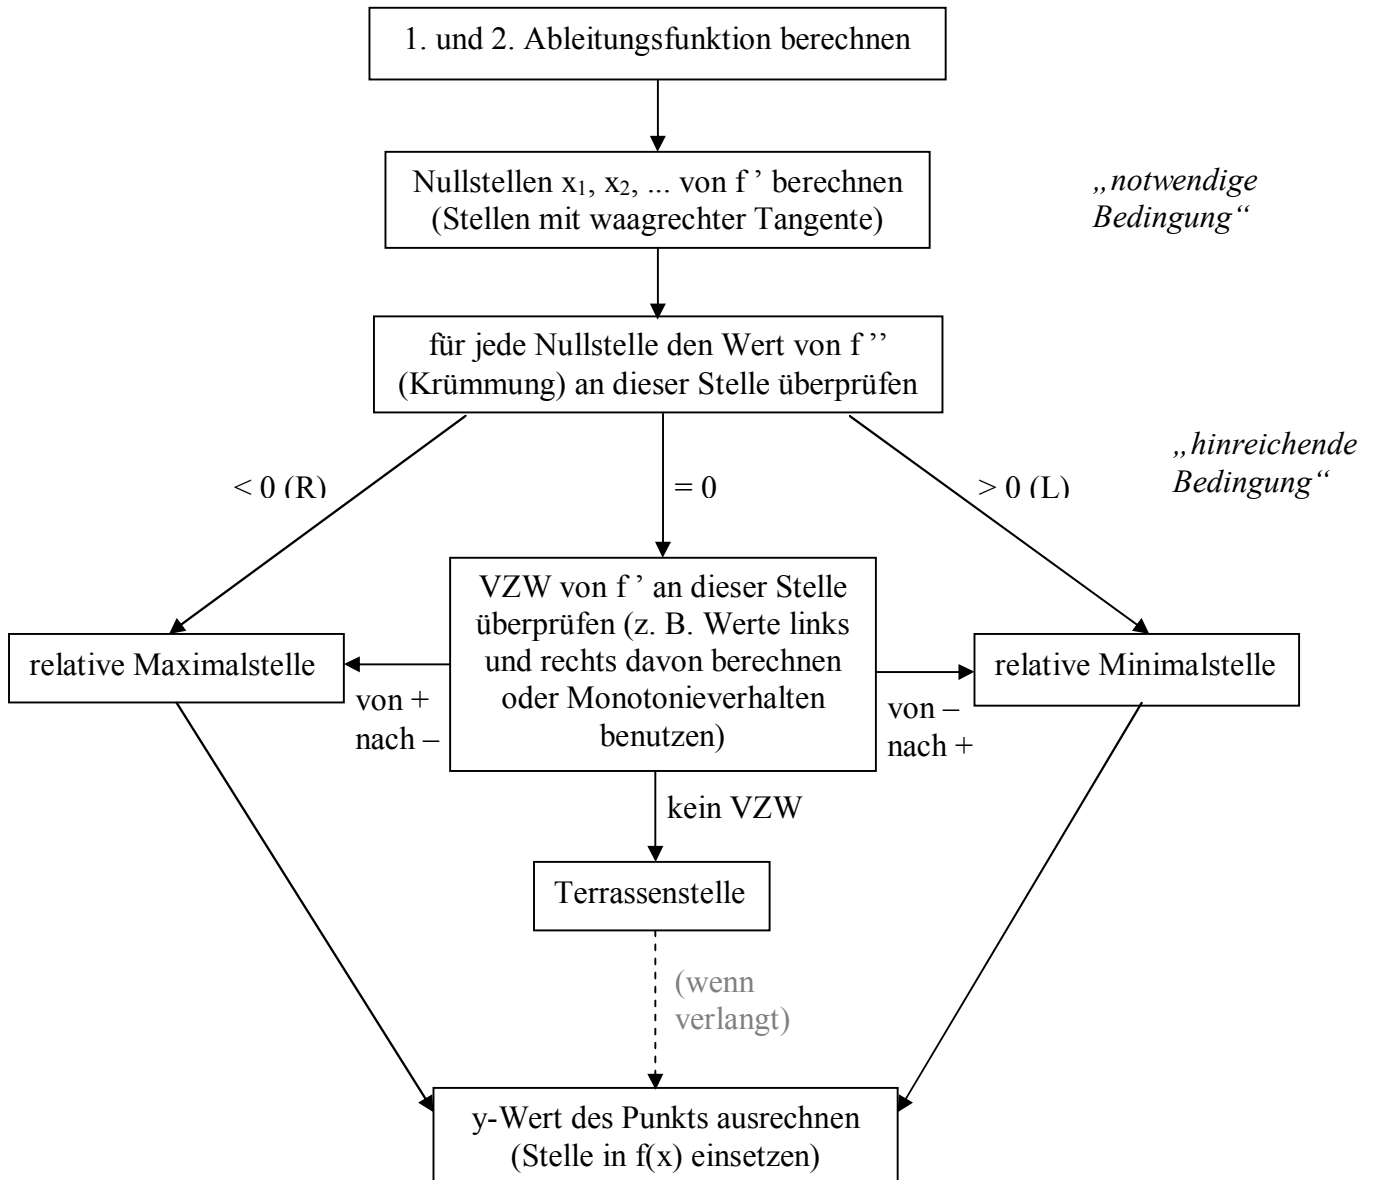 1. und 2. Ableitungsfunktion berechnen
Nullstellen x₁, x₂, ... von f ’ berechnen
(Stellen mit waagrechter Tangente)
„notwendige
Bedingung“
für jede Nullstelle den Wert von f ’’
(Krümmung) an dieser Stelle überprüfen
„hinreichende
Bedingung“
< 0 (R)
= 0
> 0 (L)
VZW von f ’ an dieser Stelle
überprüfen (z. B. Werte links
und rechts davon berechnen
oder Monotonieverhalten
benutzen)
relative Maximalstelle
relative Minimalstelle
von +
nach –
von –
nach +
kein VZW
Terrassenstelle
(wenn
verlangt)
y-Wert des Punkts ausrechnen
(Stelle in f(x) einsetzen)